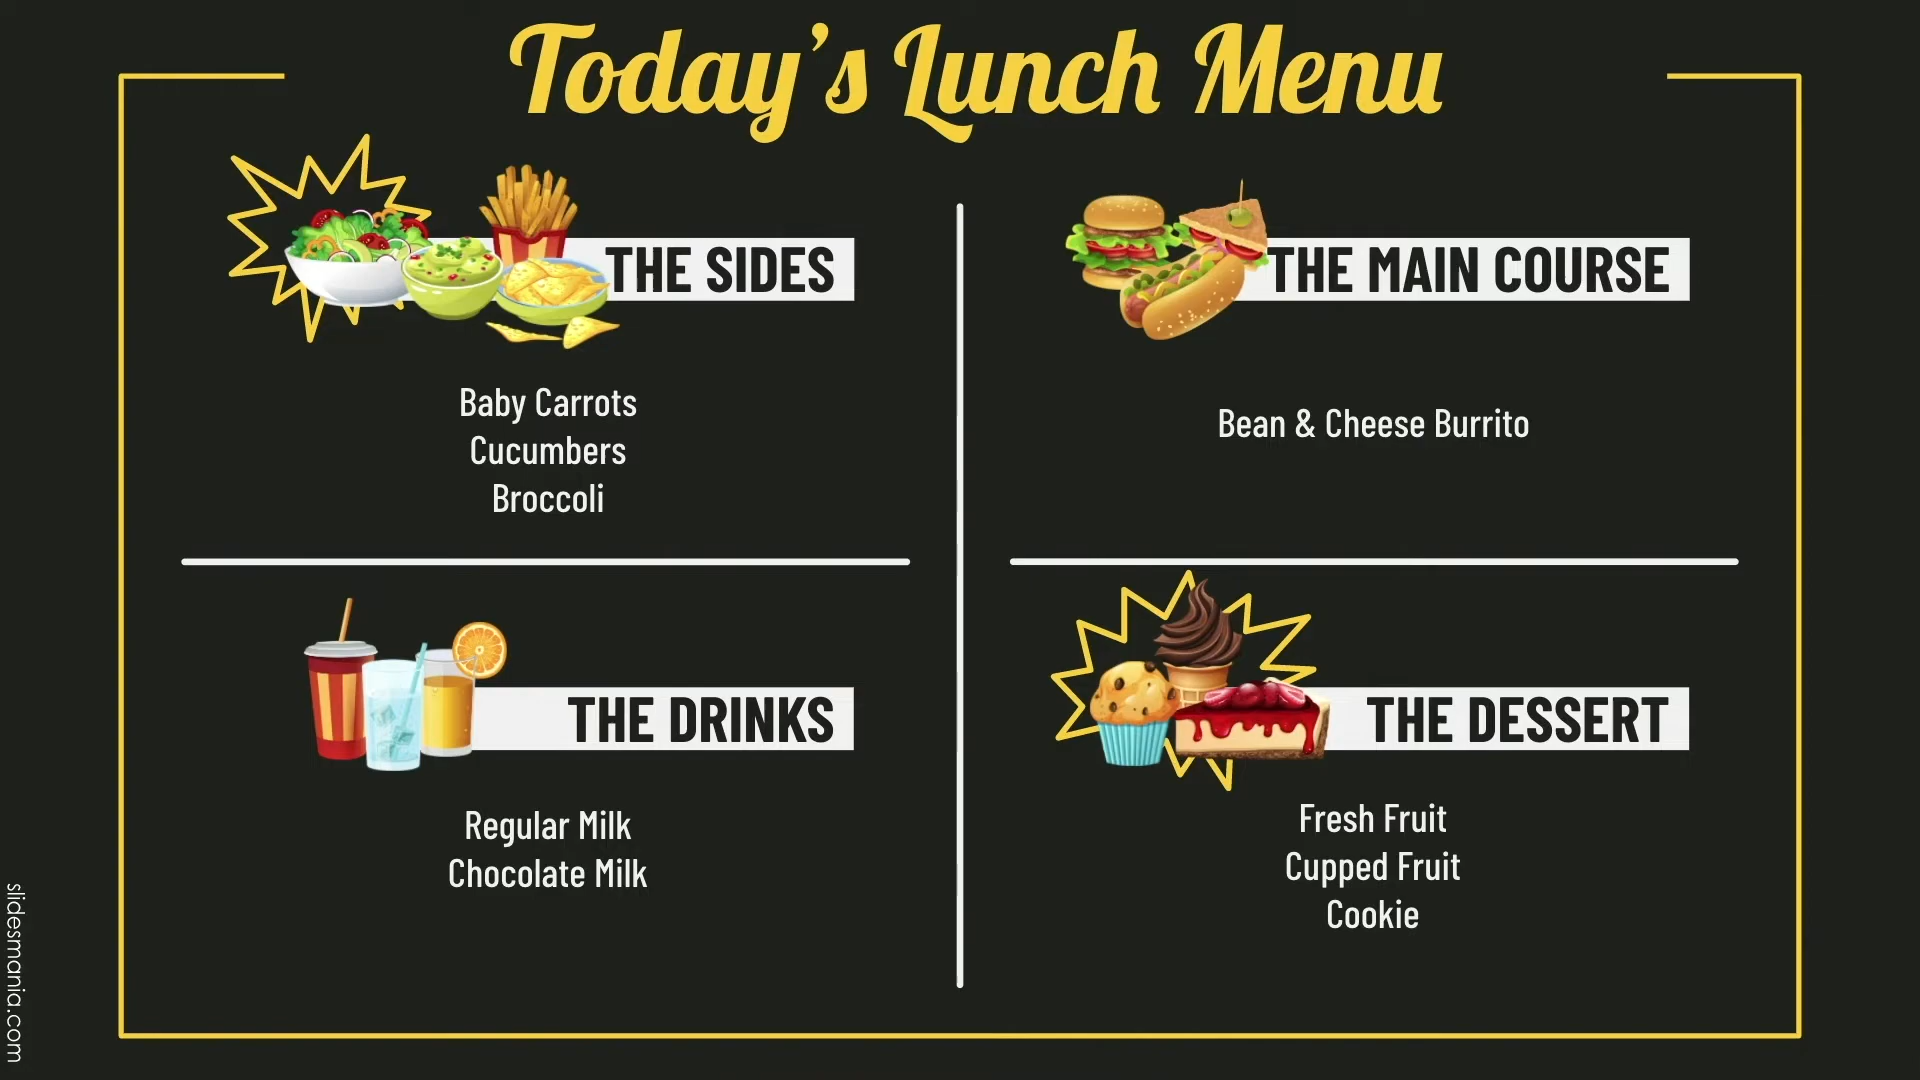 Today's Lunch Menu
THE SIDES
Baby Carrots
Cucumbers
Broccoli
THE MAIN COURSE
Bean & Cheese Burrito
THE DRINKS
Regular Milk
Chocolate Milk
THE DESSERT
Fresh Fruit
Cupped Fruit
Cookie
slidesmania.com